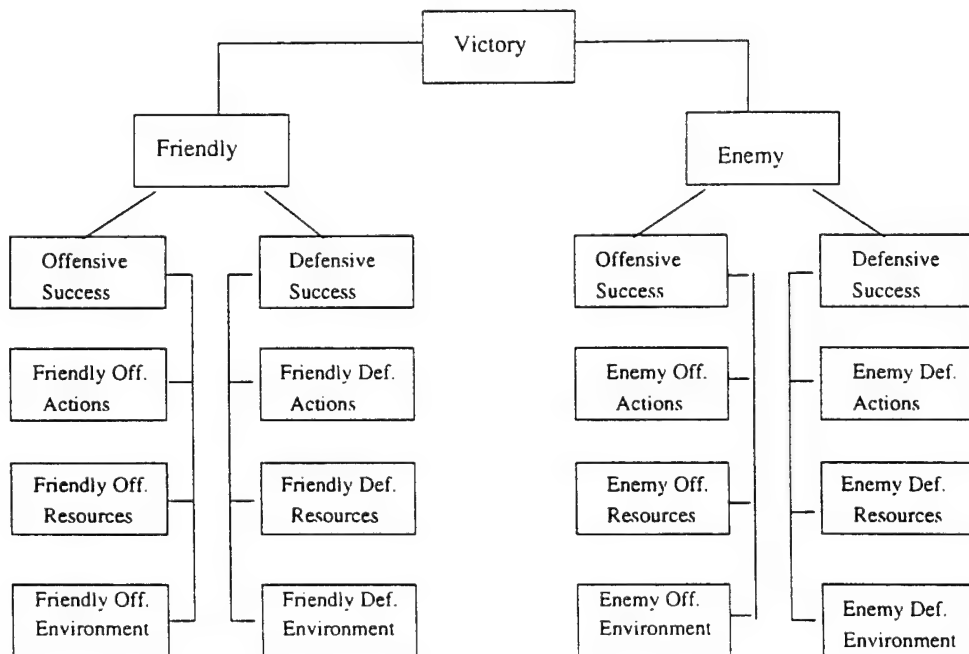 Victory
Friendly
Enemy
Offensive
Success
Defensive
Success
Offensive
Success
Defensive
Success
Friendly Off.
Actions
Friendly Def.
Actions
Enemy Off.
Actions
Enemy Def.
Actions
Friendly Off.
Resources
Friendly Def.
Resources
Enemy Off.
Resources
Enemy Def.
Resources
Friendly Off.
Environment
Friendly Def.
Environment
Enemy Off.
Environment
Enemy Def.
Environment